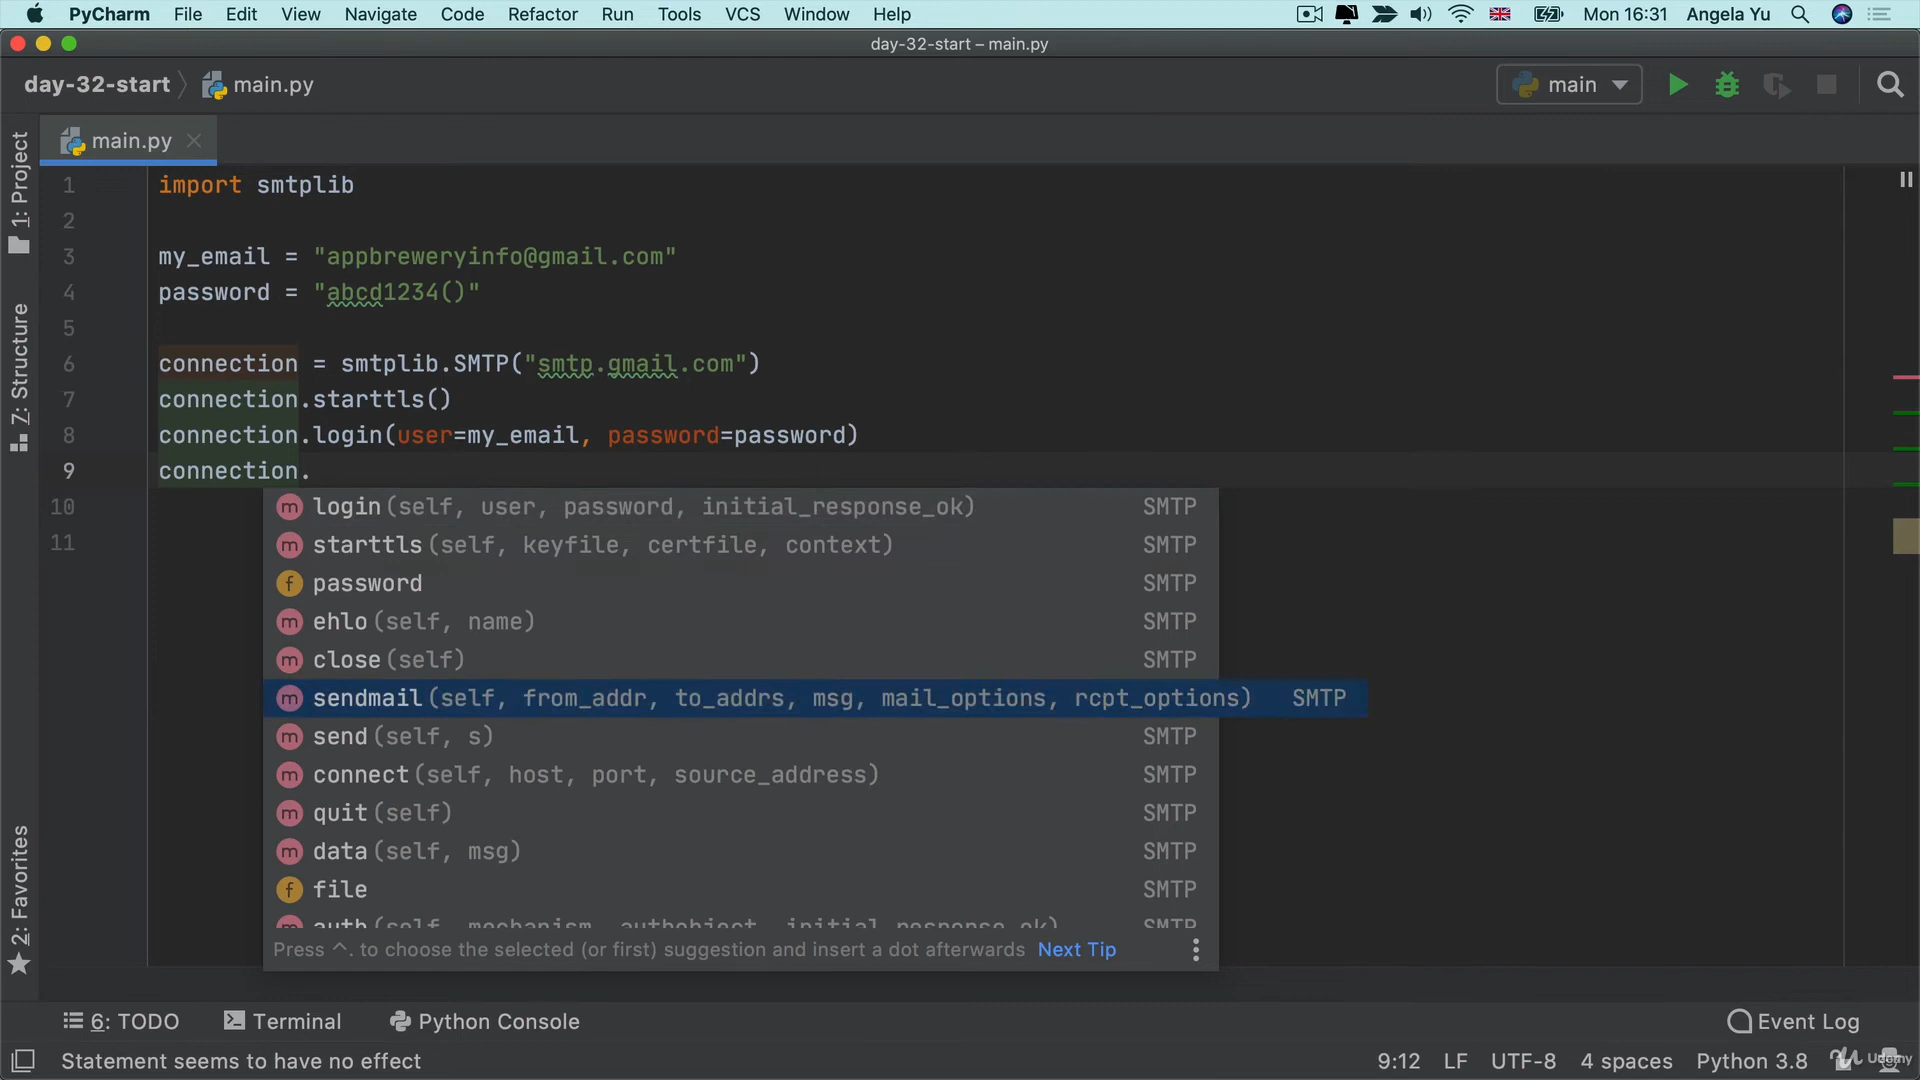 PyCharm File Edit View Navigate Code Refactor Run Tools VCS Window Help Mon 16:31 Angela Yu
day-32-start – main.py
day-32-start main.py main
main.py
1: Project
7: Structure
2: Favorites
1 import smtplib
2
3 my_email = "appbreweryinfo@gmail.com"
4 password = "abcd1234()"
5
6 connection = smtplib.SMTP("smtp.gmail.com")
7 connection.starttls()
8 connection.login(user=my_email, password=password)
9 connection.
10
11
m login(self, user, password, initial_response_ok) SMTP
m starttls(self, keyfile, certfile, context) SMTP
f password SMTP
m ehlo(self, name) SMTP
m close(self) SMTP
m sendmail(self, from_addr, to_addrs, msg, mail_options, rcpt_options) SMTP
m send(self, s) SMTP
m connect(self, host, port, source_address) SMTP
m quit(self) SMTP
m data(self, msg) SMTP
f file SMTP
m auth(self, mechanism, authobject, initial_response_ok) SMTP
Press ^. to choose the selected (or first) suggestion and insert a dot afterwards Next Tip
6: TODO Terminal Python Console Event Log
Statement seems to have no effect 9:12 LF UTF-8 4 spaces Python 3.8 Udemy